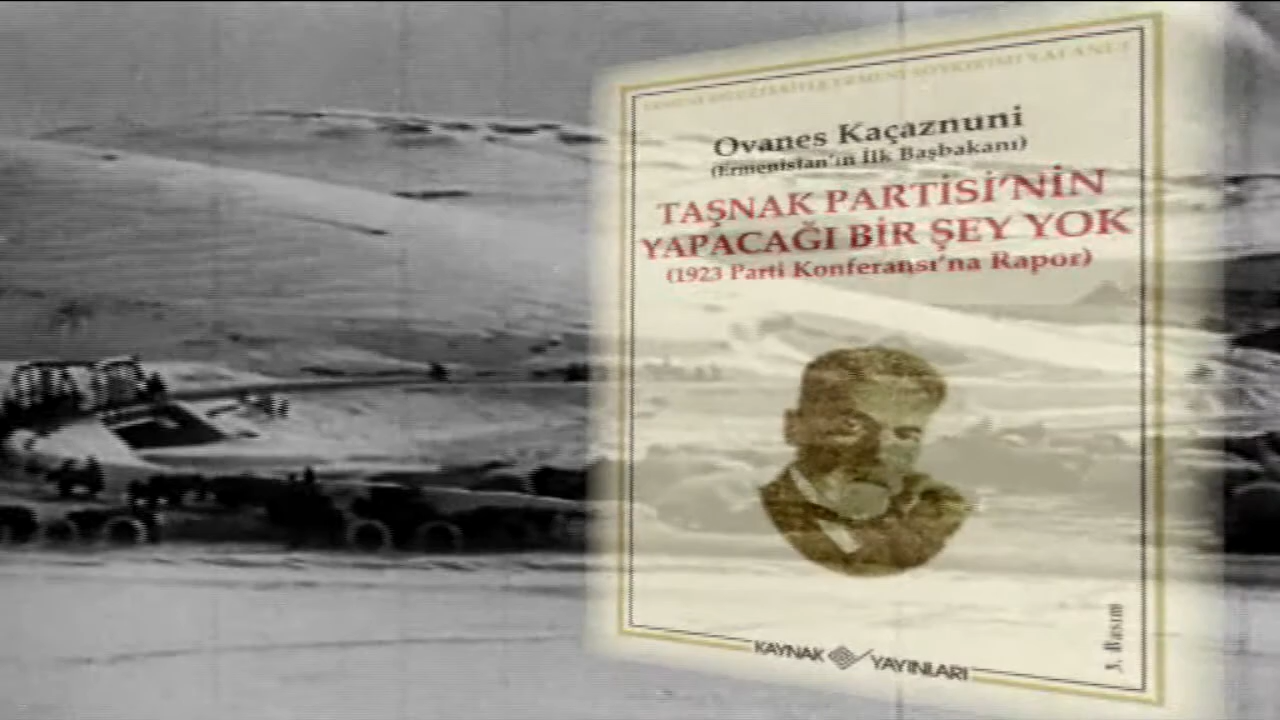 Ovanes Kaçaznuni
(Ermenistan'ın İlk Başbakanı)
TAŞNAK PARTİSİ'NİN
YAPACAĞI BİR ŞEY YOK
(1923 Parti Konferansı'na Rapor)
KAYNAK YAYINLARI
3. Basım